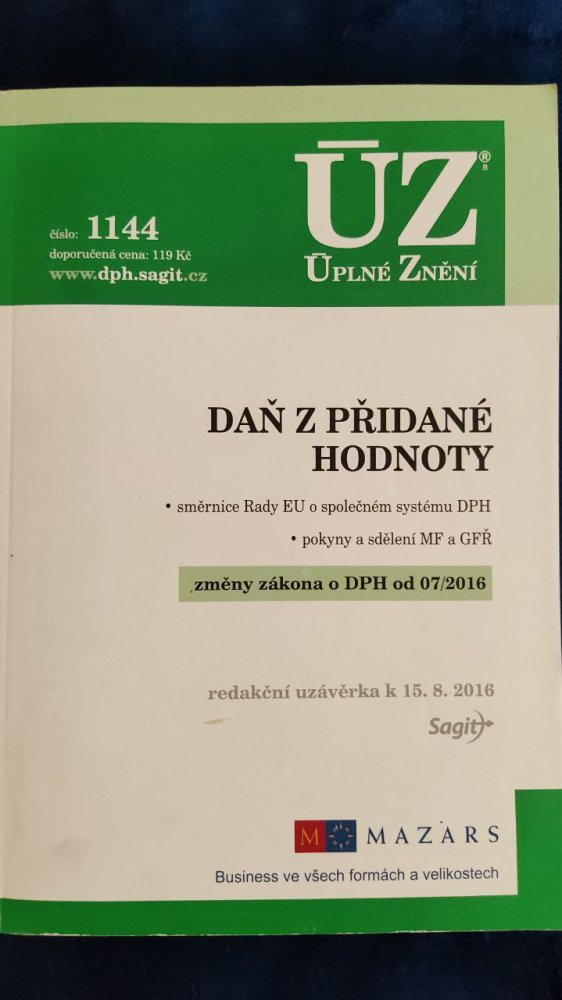 ÚZ®
B
číslo: 1144
doporučená cena: 119 Kč
www.dph.sagit.cz
ÚPLNÉ ZNĚNÍ
DAŇ Z PŘIDANÉ
HODNOTY
• směrnice Rady EU o společném systému DPH
• pokyny a sdělení MF a GFŘ
změny zákona o DPH od 07/2016
redakční uzávěrka k 15. 8. 2016
Sagit
M MAZARS
Business ve všech formách a velikostech